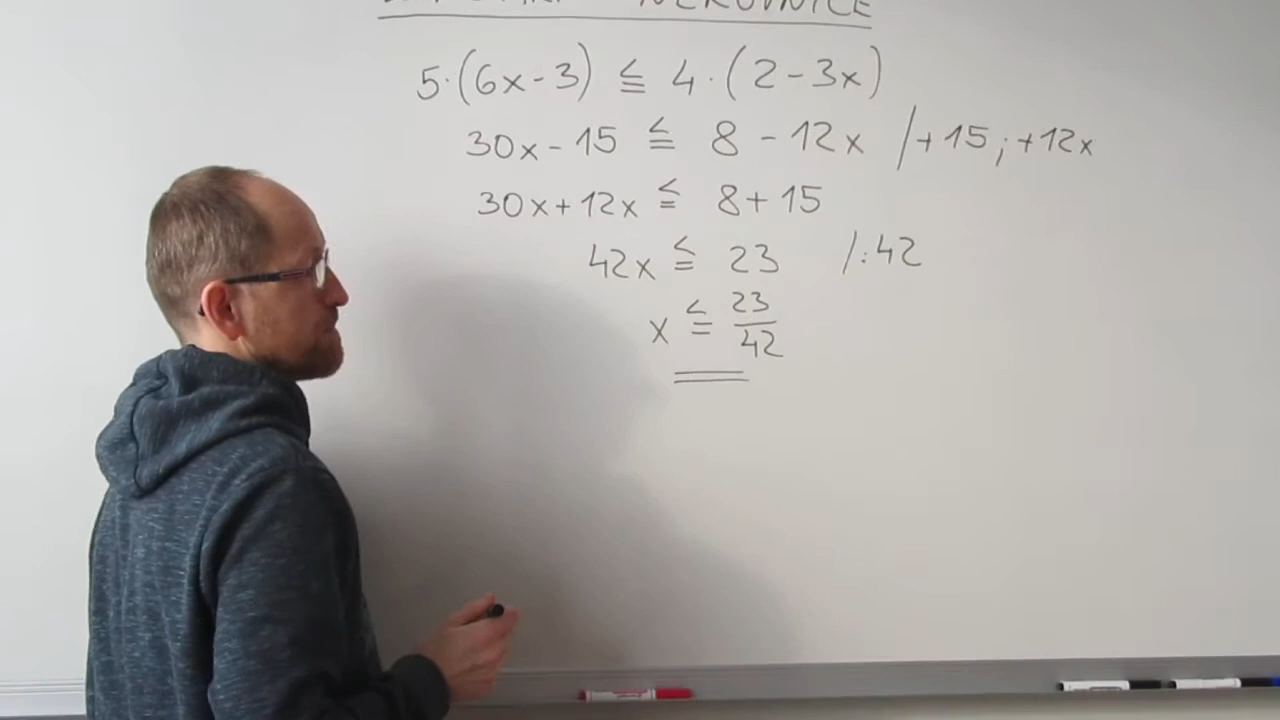 NEROVNICE
5·(6x-3) ≦ 4·(2-3x)
30x-15 ≦ 8-12x /+15; +12x
30x+12x ≦ 8+15
42x ≦ 23 /:42
x ≦ 23/42